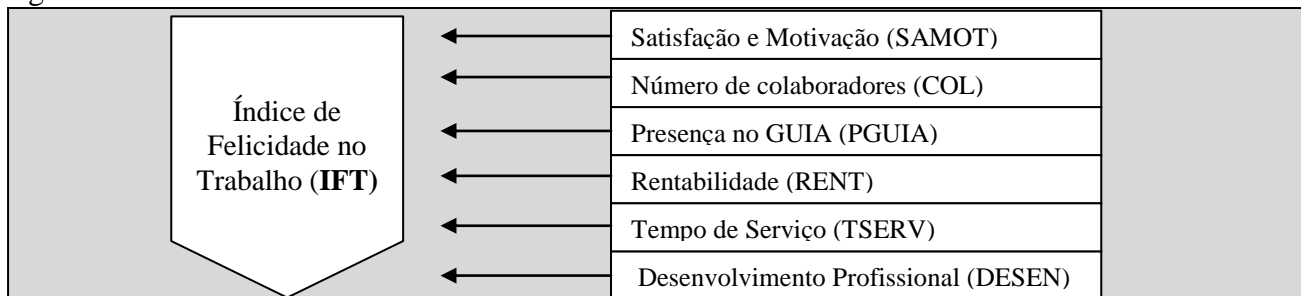 Índice de
Felicidade no
Trabalho (IFT)
Satisfação e Motivação (SAMOT)
Número de colaboradores (COL)
Presença no GUIA (PGUIA)
Rentabilidade (RENT)
Tempo de Serviço (TSERV)
Desenvolvimento Profissional (DESEN)